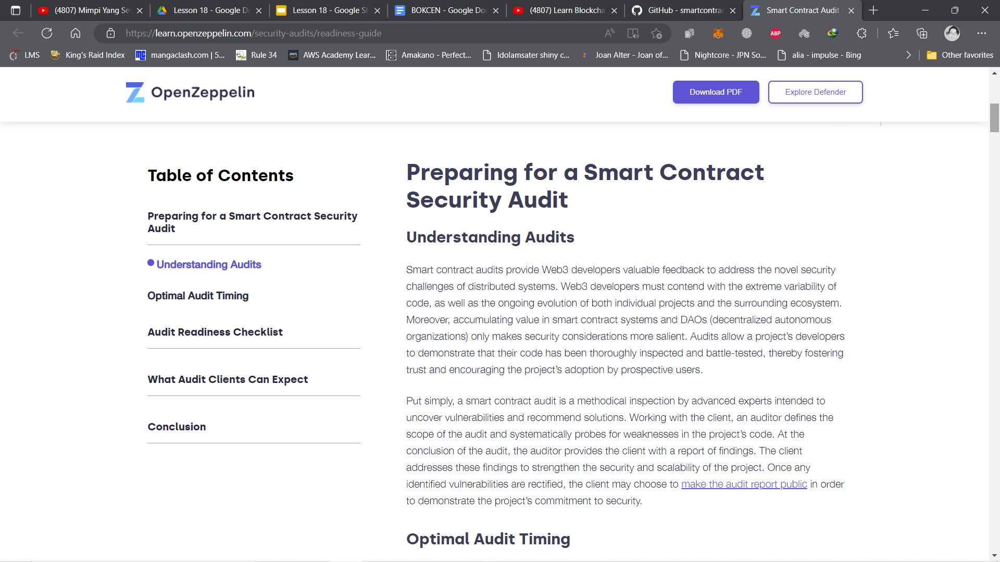 (4807) Mimpi Yang Se
Lesson 18 - Google Dr
Lesson 18 - Google Sl
BOKCEN - Google Doc
(4807) Learn Blockcha
GitHub - smartcontrac
Smart Contract Audit
https://learn.openzeppelin.com/security-audits/readiness-guide
ABP
LMS
King's Raid Index
MC mangaclash.com | 5...
Rule 34
aws AWS Academy Lear...
Amakano - Perfect...
Idolamsater shiny c...
Joan Alter - Joan of...
Nightcore - JPN So...
alia - impulse - Bing
Other favorites
OpenZeppelin
Download PDF
Explore Defender
Table of Contents
Preparing for a Smart Contract Security
Audit
Understanding Audits
Optimal Audit Timing
Audit Readiness Checklist
What Audit Clients Can Expect
Conclusion
Preparing for a Smart Contract
Security Audit
Understanding Audits
Smart contract audits provide Web3 developers valuable feedback to address the novel security
challenges of distributed systems. Web3 developers must contend with the extreme variability of
code, as well as the ongoing evolution of both individual projects and the surrounding ecosystem.
Moreover, accumulating value in smart contract systems and DAOs (decentralized autonomous
organizations) only makes security considerations more salient. Audits allow a project's developers
to demonstrate that their code has been thoroughly inspected and battle-tested, thereby fostering
trust and encouraging the project's adoption by prospective users.
Put simply, a smart contract audit is a methodical inspection by advanced experts intended to
uncover vulnerabilities and recommend solutions. Working with the client, an auditor defines the
scope of the audit and systematically probes for weaknesses in the project's code. At the
conclusion of the audit, the auditor provides the client with a report of findings. The client
addresses these findings to strengthen the security and scalability of the project. Once any
identified vulnerabilities are rectified, the client may choose to make the audit report public in order
to demonstrate the project's commitment to security.
Optimal Audit Timing